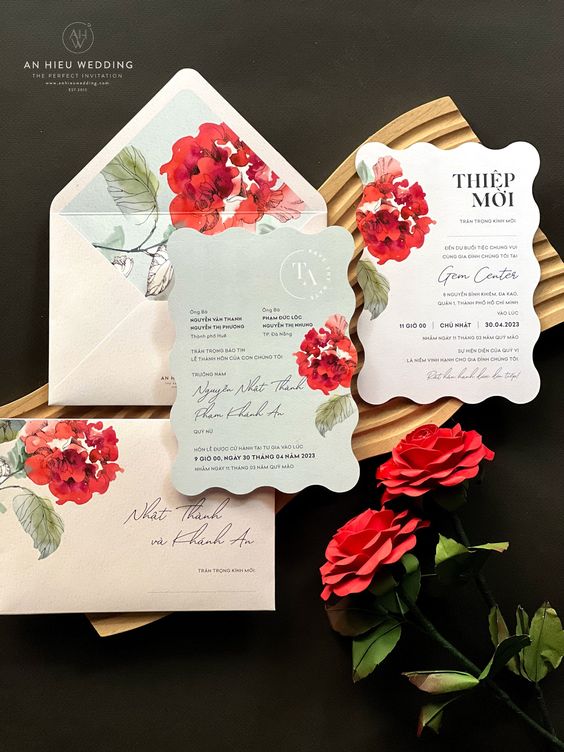 AHW
AN HIEU WEDDING
THE PERFECT INVITATION
www.anhieuwedding.com
EST 2015
THIỆP
MỜI
TRÂN TRỌNG KÍNH MỜI:
ĐẾN DỰ BUỔI TIỆC CHUNG VUI
CÙNG GIA ĐÌNH CHÚNG TÔI TẠI
Gem Center
8 NGUYỄN BỈNH KHIÊM, ĐA KAO,
QUẬN 1, THÀNH PHỐ HỒ CHÍ MINH
VÀO LÚC
11 GIỜ 00 | CHỦ NHẬT | 30.04.2023
NHẰM NGÀY 11 THÁNG 03 NĂM QUÝ MÃO
SỰ HIỆN DIỆN CỦA QUÝ VỊ
LÀ NIỀM VINH HẠNH CHO GIA ĐÌNH CHÚNG TÔI
Rất hân hạnh được đón tiếp!
TA
Ông Bà
NGUYỄN VĂN THANH
NGUYỄN THỊ PHƯƠNG
Thành phố Huế
Ông Bà
PHẠM ĐỨC LỘC
NGUYỄN THỊ NHUNG
TP. Đà Nẵng
TRÂN TRỌNG BÁO TIN
LỄ THÀNH HÔN CỦA CON CHÚNG TÔI
TRƯỞNG NAM
Nguyễn Nhật Thành
Phạm Khánh An
QUÝ NỮ
HÔN LỄ ĐƯỢC CỬ HÀNH TẠI TƯ GIA VÀO LÚC
9 GIỜ 00, NGÀY 30 THÁNG 04 NĂM 2023
NHẰM NGÀY 11 THÁNG 03 NĂM QUÝ MÃO
Nhật Thành
và Khánh An
TRÂN TRỌNG KÍNH MỜI: